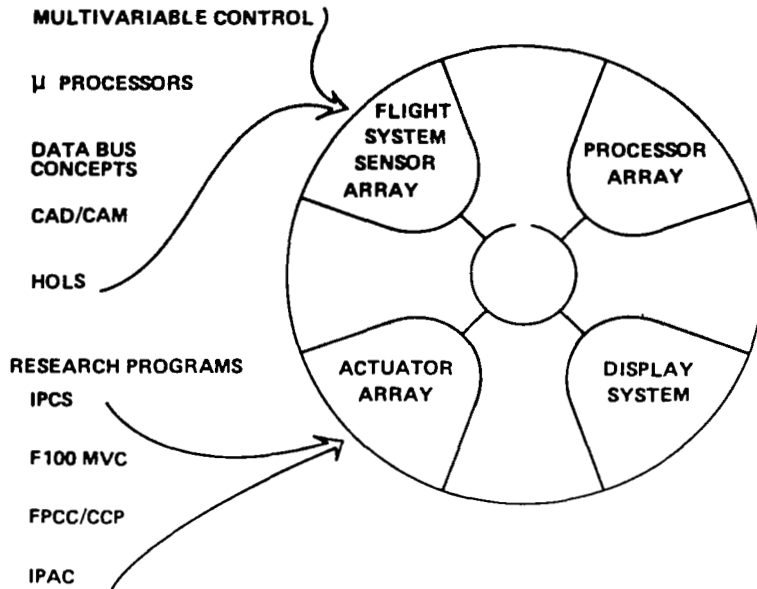 MULTIVARIABLE CONTROL
µ PROCESSORS
DATA BUS
CONCEPTS
CAD/CAM
HOLS
RESEARCH PROGRAMS
IPCS
F100 MVC
FPCC/CCP
IPAC
FLIGHT
SYSTEM
SENSOR
ARRAY
PROCESSOR
ARRAY
ACTUATOR
ARRAY
DISPLAY
SYSTEM